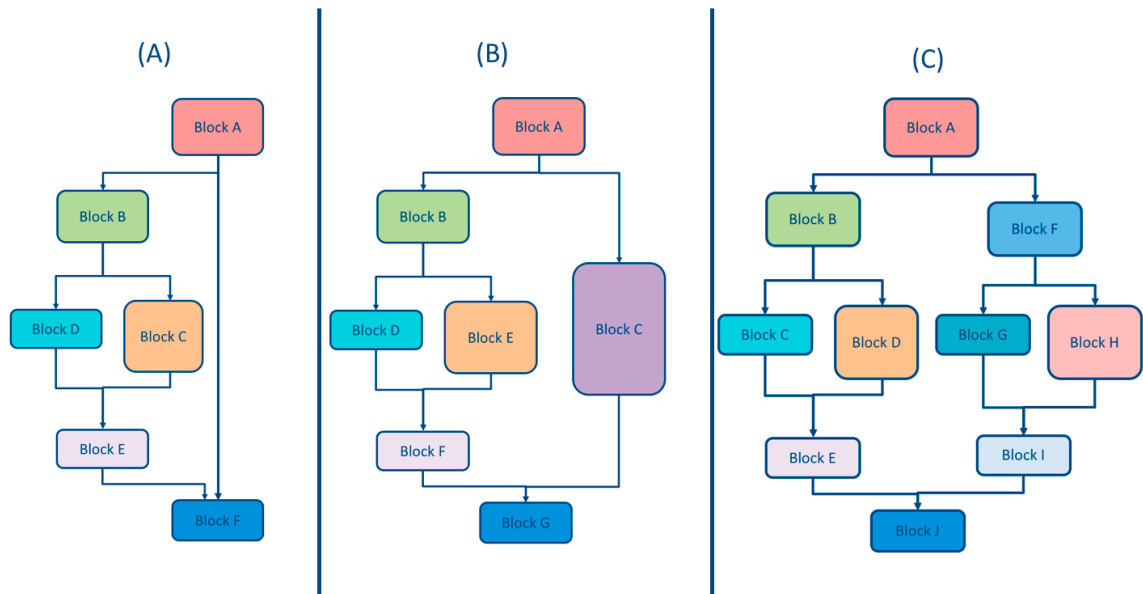 (A)
Block A
Block B
Block D
Block C
Block E
Block F
(B)
Block A
Block B
Block D
Block E
Block C
Block F
Block G
(C)
Block A
Block B
Block F
Block C
Block D
Block G
Block H
Block E
Block I
Block J